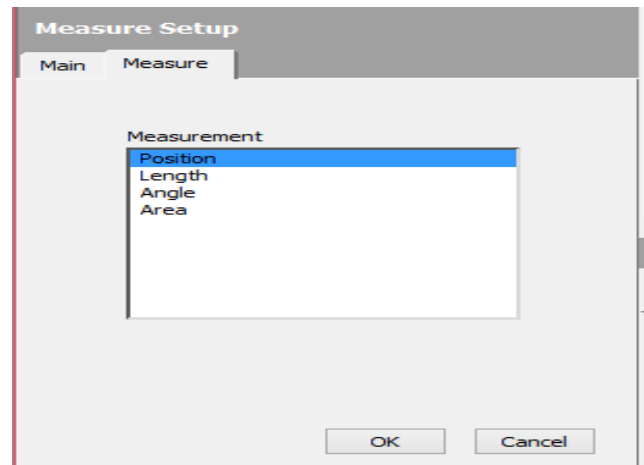 Measure Setup
Main Measure
Measurement
Position
Length
Angle
Area
OK Cancel